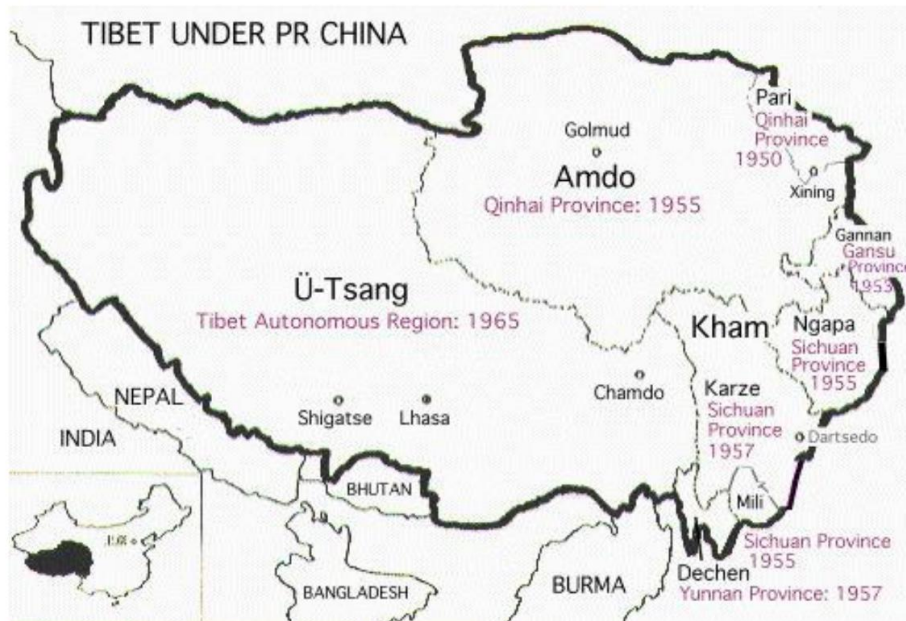 TIBET UNDER PR CHINA
Pari
Qinhai
Province
1950
Golmud
Amdo
Qinhai Province: 1955
Xining
Gannan
Gansu
Province
1953
Ü-Tsang
Tibet Autonomous Region: 1965
Kham
Ngapa
Sichuan
Province
1955
Chamdo
Karze
Sichuan
Province
1957
NEPAL
Shigatse
Lhasa
INDIA
Dartsedo
BHUTAN
Mili
Sichuan Province
1955
BANGLADESH
BURMA
Dechen
Yunnan Province: 1957